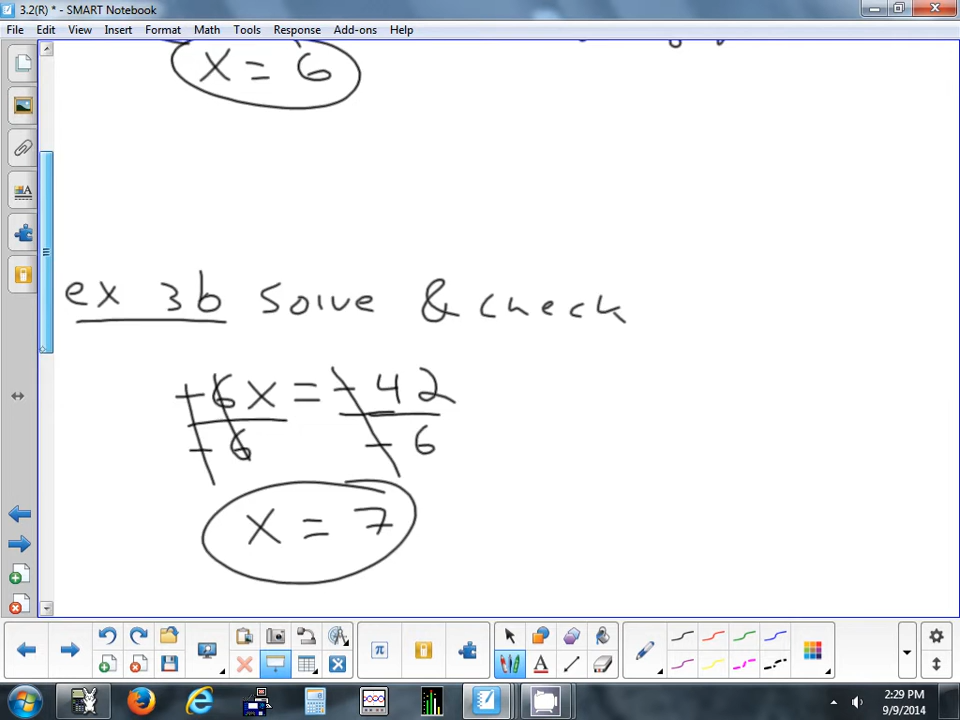 3.2(R) * - SMART Notebook
File Edit View Insert Format Math Tools Response Add-ons Help
x = 6
ex 3b solve & check
-6x = -42
-6 -6
x = 7
π
A
2:29 PM
9/9/2014